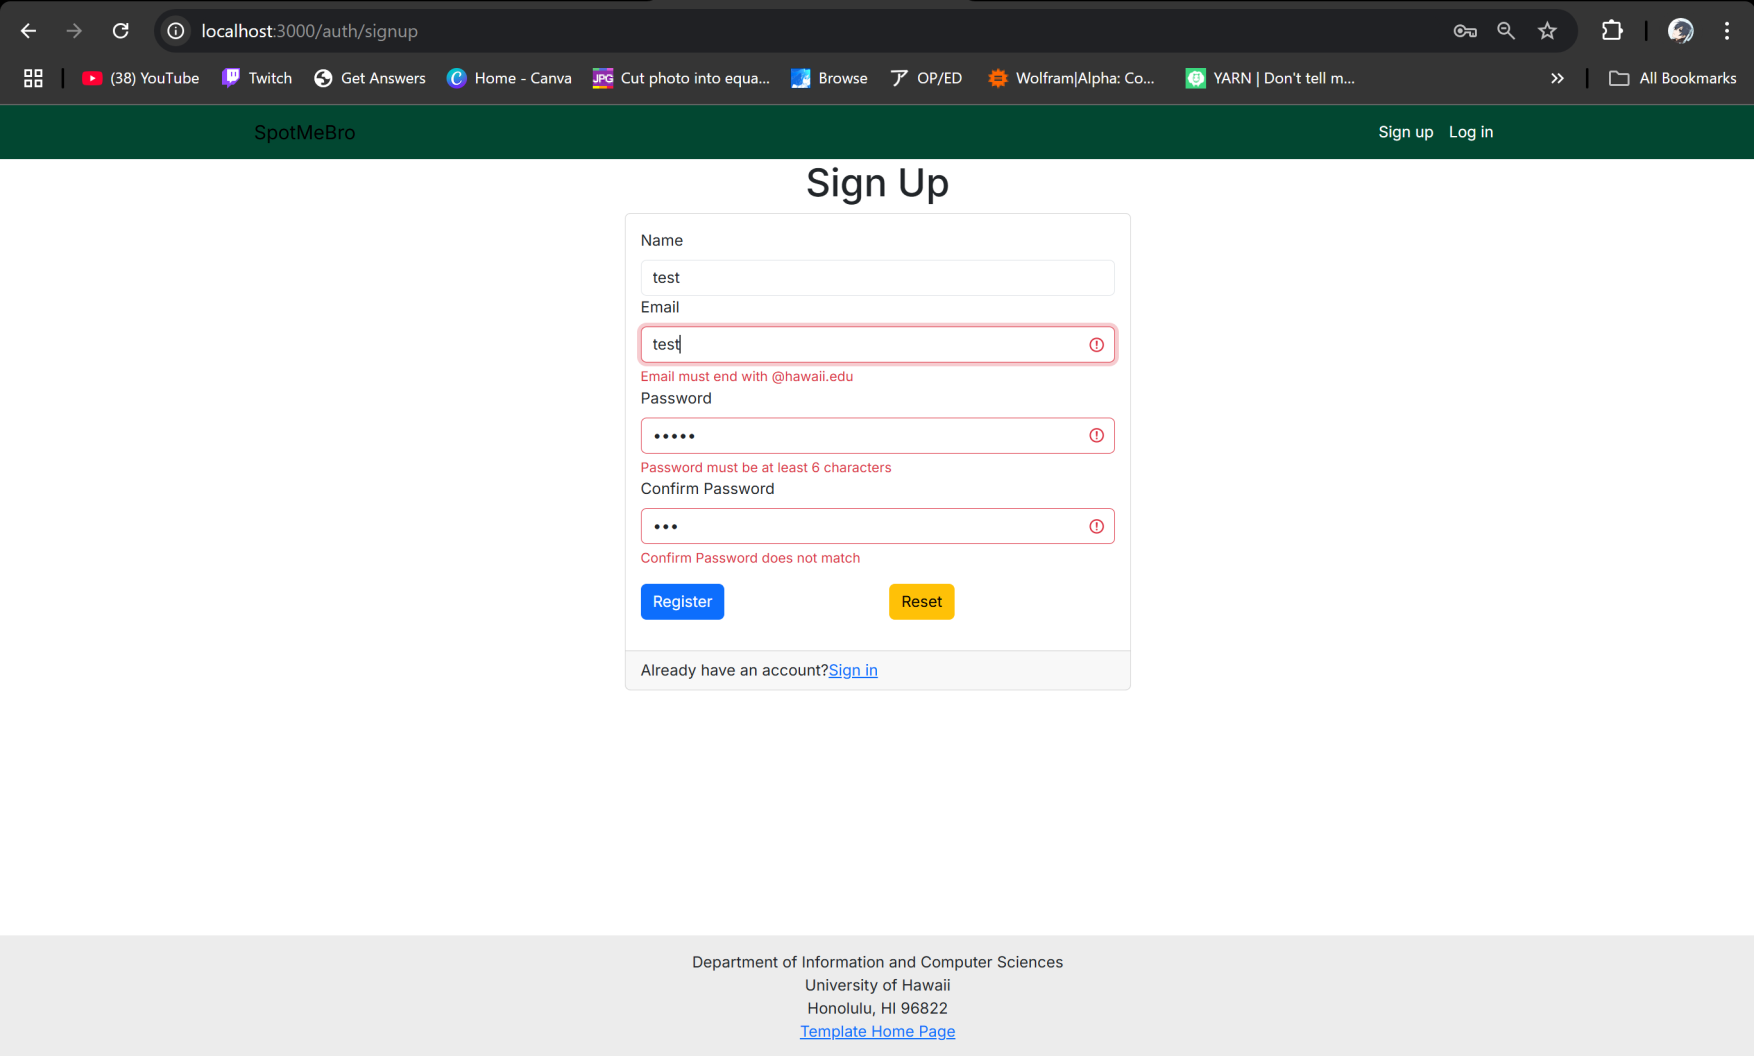 localhost:3000/auth/signup
(38) YouTube Twitch Get Answers Home - Canva JPG Cut photo into equa... Browse OP/ED Wolfram|Alpha: Co... YARN | Don't tell m... All Bookmarks
SpotMeBro Sign up Log in
Sign Up
Name
test
Email
test
Email must end with @hawaii.edu
Password
•••••
Password must be at least 6 characters
Confirm Password
•••
Confirm Password does not match
Register Reset
Already have an account?Sign in
Department of Information and Computer Sciences
University of Hawaii
Honolulu, HI 96822
Template Home Page